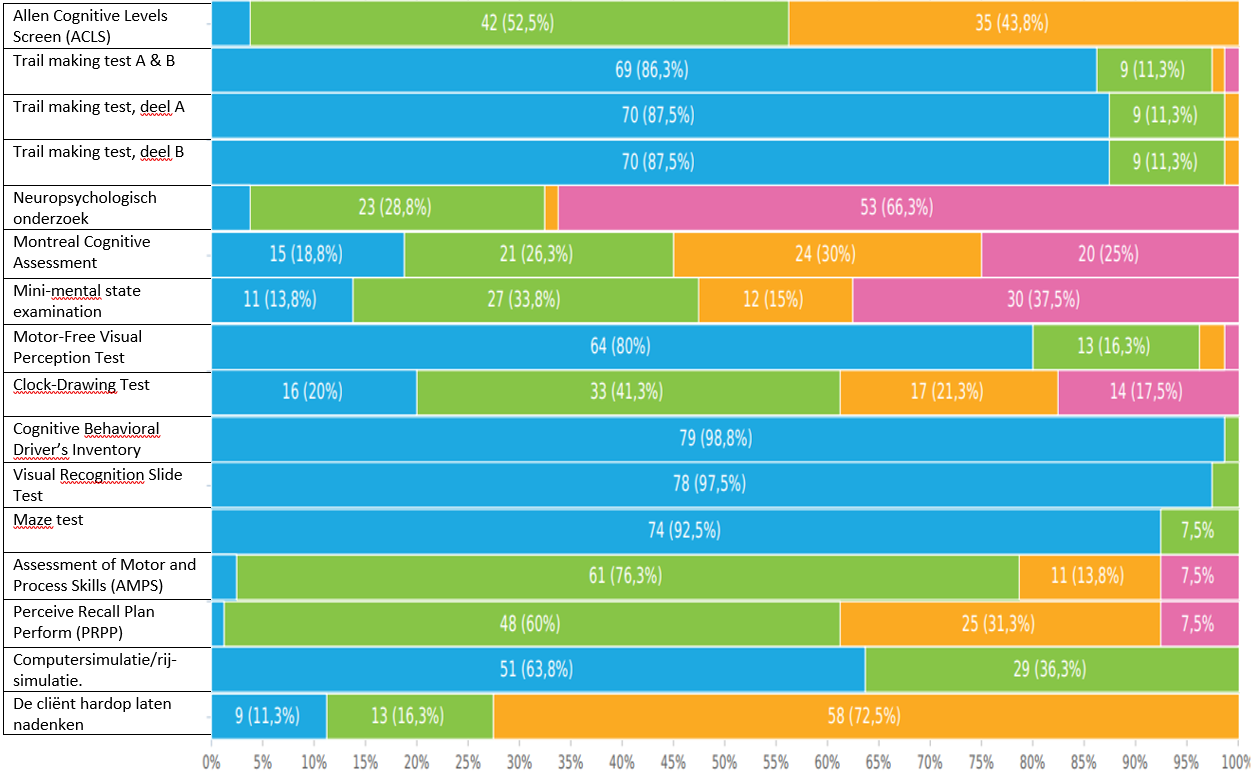 Allen Cognitive Levels
Screen (ACLS)
42 (52,5%) 35 (43,8%)
Trail making test A & B
69 (86,3%) 9 (11,3%)
Trail making test, deel A
70 (87,5%) 9 (11,3%)
Trail making test, deel B
70 (87,5%) 9 (11,3%)
Neuropsychologisch
onderzoek
23 (28,8%) 53 (66,3%)
Montreal Cognitive
Assessment
15 (18,8%) 21 (26,3%) 24 (30%) 20 (25%)
Mini-mental state
examination
11 (13,8%) 27 (33,8%) 12 (15%) 30 (37,5%)
Motor-Free Visual
Perception Test
64 (80%) 13 (16,3%)
Clock-Drawing Test
16 (20%) 33 (41,3%) 17 (21,3%) 14 (17,5%)
Cognitive Behavioral
Driver’s Inventory
79 (98,8%)
Visual Recognition Slide
Test
78 (97,5%)
Maze test
74 (92,5%) 7,5%
Assessment of Motor and
Process Skills (AMPS)
61 (76,3%) 11 (13,8%) 7,5%
Perceive Recall Plan
Perform (PRPP)
48 (60%) 25 (31,3%) 7,5%
Computersimulatie/rij-
simulatie.
51 (63,8%) 29 (36,3%)
De cliënt hardop laten
nadenken
9 (11,3%) 13 (16,3%) 58 (72,5%)
0% 5% 10% 15% 20% 25% 30% 35% 40% 45% 50% 55% 60% 65% 70% 75% 80% 85% 90% 95% 100%